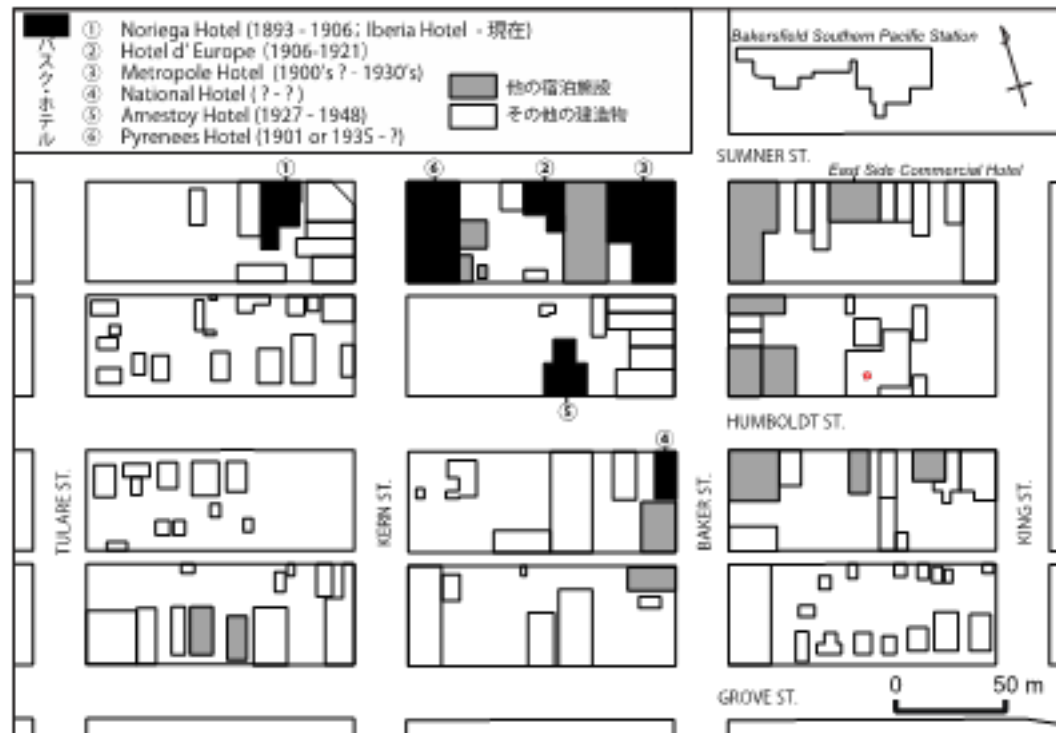 バスク・ホテル
① Noriega Hotel (1893 - 1906; Iberia Hotel - 現在)
② Hotel d' Europe (1906-1921)
③ Metropole Hotel (1900's ? - 1930's)
④ National Hotel ( ? - ? )
⑤ Amestoy Hotel (1927 - 1948)
⑥ Pyrenees Hotel (1901 or 1935 - ?)
他の宿泊施設
その他の建造物
Bakersfield Southern Pacific Station
SUMNER ST.
East Side Commercial Hotel
①
⑥
②
③
⑤
HUMBOLDT ST.
④
TULARE ST.
KERN ST.
BAKER ST.
KING ST.
GROVE ST.
0 50 m